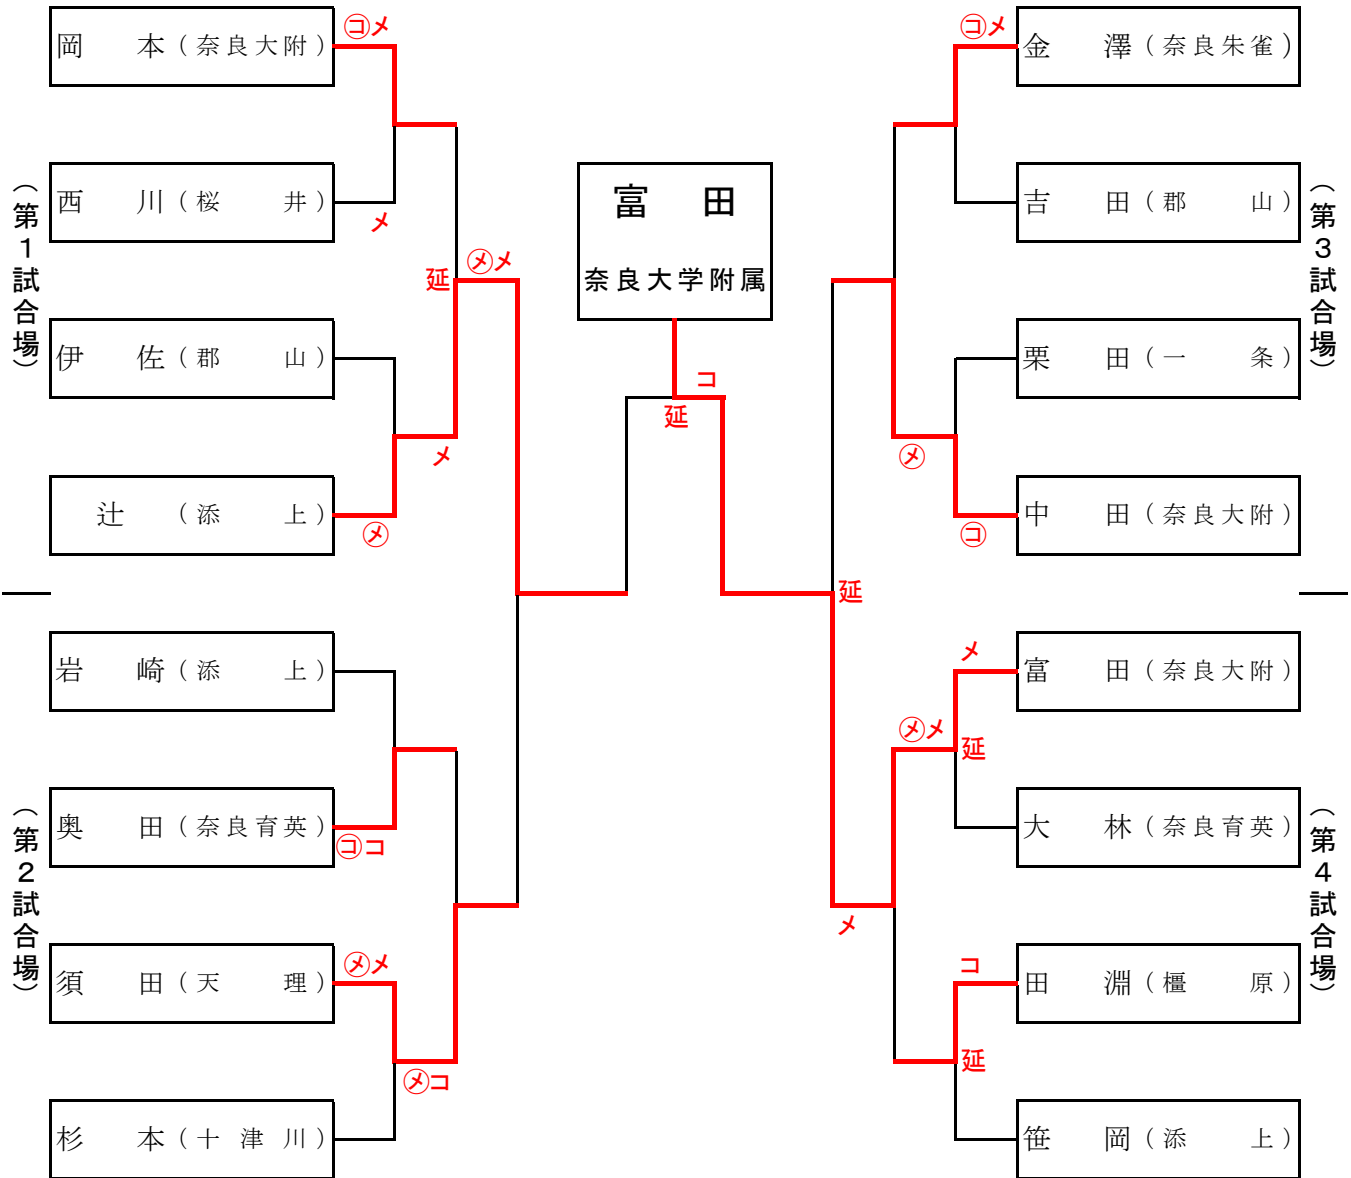 (第1試合場)
岡 本(奈良大附)
㋙メ
西 川(桜 井)
メ
伊 佐(郡 山)
辻 (添 上)
㋱
延
メ
㋱メ
(第2試合場)
岩 崎(添 上)
奥 田(奈良育英)
㋙コ
須 田(天 理)
㋱メ
杉 本(十 津 川)
㋱コ
富 田
奈良大学附属
コ
延
(第3試合場)
㋙メ
金 澤(奈良朱雀)
吉 田(郡 山)
栗 田(一 条)
㋱
中 田(奈良大附)
㋙
延
(第4試合場)
メ
富 田(奈良大附)
㋱メ
延
大 林(奈良育英)
メ
コ
田 淵(橿 原)
延
笹 岡(添 上)